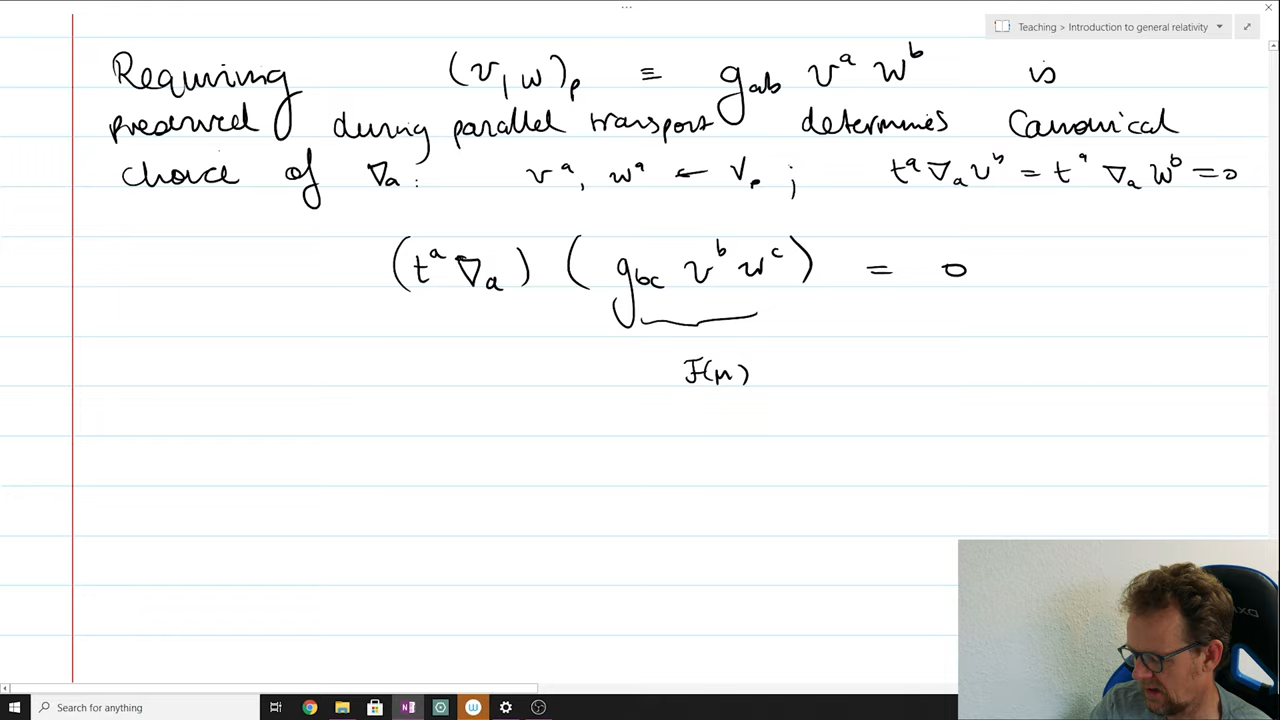 Teaching > Introduction to general relativity
Requiring (v, w)_p ≡ g_ab v^a w^b is
preserved during parallel transport determines canonical
choice of ∇_a: v^a, w^a ← V_p ; t^a ∇_a v^b = t^a ∇_a w^b = 0
(t^a ∇_a) ( g_bc v^b w^c ) = 0
F(M)
Search for anything